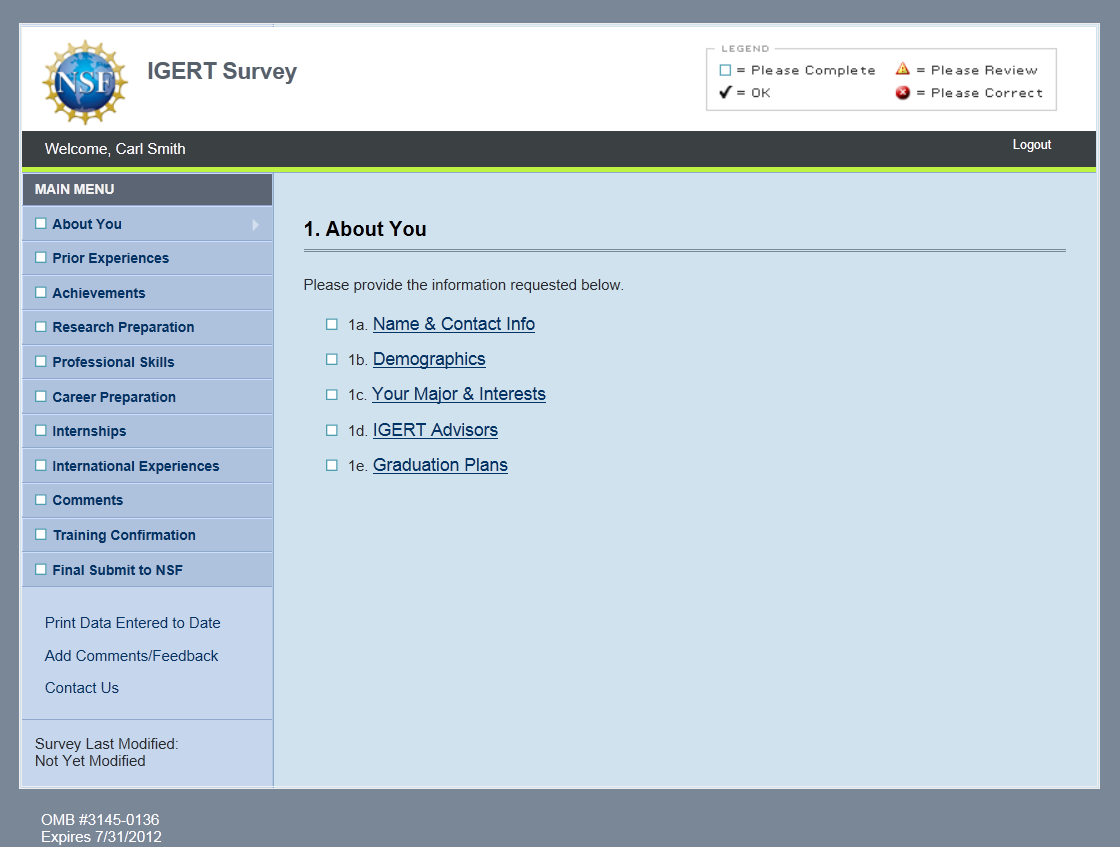 NSF
IGERT Survey
LEGEND
= Please Complete
= Please Review
= OK
= Please Correct
Welcome, Carl Smith
Logout
MAIN MENU
About You
Prior Experiences
Achievements
Research Preparation
Professional Skills
Career Preparation
Internships
International Experiences
Comments
Training Confirmation
Final Submit to NSF
Print Data Entered to Date
Add Comments/Feedback
Contact Us
Survey Last Modified:
Not Yet Modified
1. About You
Please provide the information requested below.
1a. Name & Contact Info
1b. Demographics
1c. Your Major & Interests
1d. IGERT Advisors
1e. Graduation Plans
OMB #3145-0136
Expires 7/31/2012